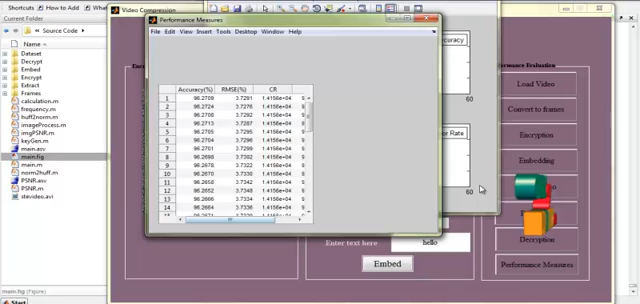 Shortcuts How to Add What's New
Video Compression
Performance Measures
File Edit View Insert Tools Desktop Window Help
Source Code
Dataset
Decrypt
Embed
Encrypt
Extract
Frames
calculation.m
frequency.m
huff2norm.m
imageProcess.m
imgPSNR.m
keyGen.m
main.asv
main.fig
main.m
norm2huff.m
PSNR.asv
PSNR.m
stevideo.avi
Accuracy(%) RMSE(%) CR
1 96.2709 3.7291 1.4156e+04
2 96.2724 3.7276 1.4156e+04
3 96.2708 3.7292 1.4156e+04
4 96.2713 3.7287 1.4156e+04
5 96.2715 3.7285 1.4156e+04
6 96.2704 3.7296 1.4156e+04
7 96.2701 3.7299 1.4156e+04
8 96.2698 3.7302 1.4156e+04
9 96.2678 3.7322 1.4156e+04
10 96.2670 3.7330 1.4156e+04
11 96.2658 3.7342 1.4156e+04
12 96.2652 3.7348 1.4156e+04
13 96.2666 3.7334 1.4156e+04
14 96.2664 3.7336 1.4156e+04
60
or Rate
60
Performance Evaluation
Load Video
Convert to frames
Encryption
Embedding
Decryption
Performance Measures
Enter text here hello
Embed
main.fig (Figure)
Start